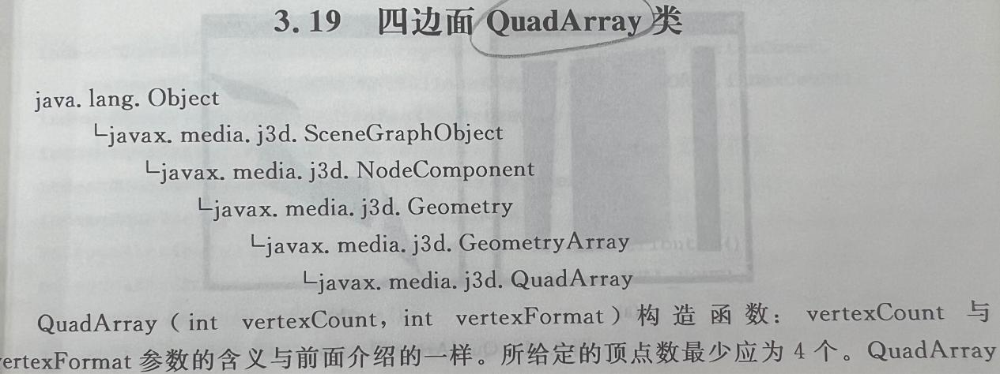 3.19 四边面 QuadArray 类
java. lang. Object
└javax. media. j3d. SceneGraphObject
└javax. media. j3d. NodeComponent
└javax. media. j3d. Geometry
└javax. media. j3d. GeometryArray
└javax. media. j3d. QuadArray
QuadArray ( int vertexCount, int vertexFormat ) 构 造 函 数： vertexCount 与
ertexFormat 参数的含义与前面介绍的一样。所给定的顶点数最少应为 4 个。QuadArray